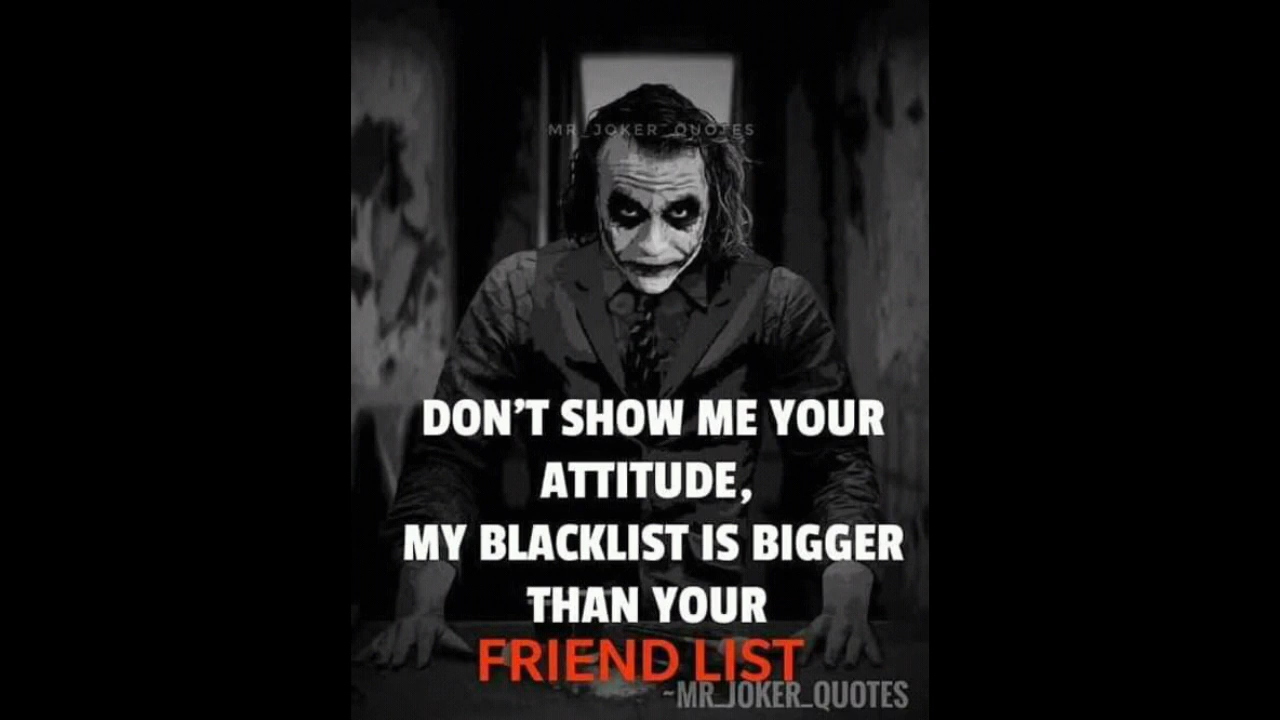 MR_JOKER_QUOTES
DON'T SHOW ME YOUR
ATTITUDE,
MY BLACKLIST IS BIGGER
THAN YOUR
FRIEND LIST
~MR_JOKER_QUOTES